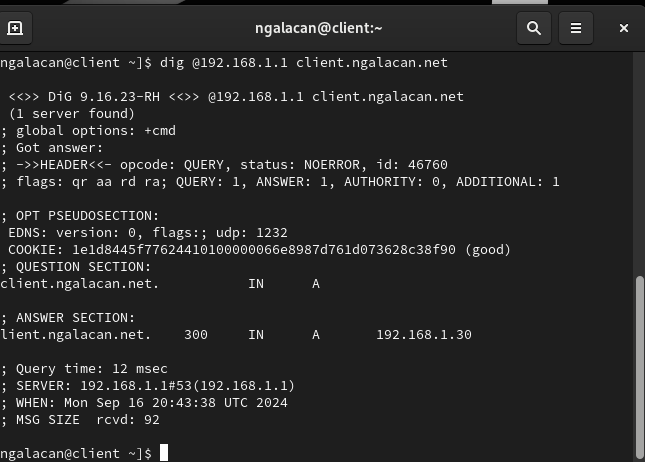 ngalacan@client:~
ngalacan@client ~]$ dig @192.168.1.1 client.ngalacan.net
<<>> DiG 9.16.23-RH <<>> @192.168.1.1 client.ngalacan.net
(1 server found)
; global options: +cmd
; Got answer:
; ->>HEADER<<- opcode: QUERY, status: NOERROR, id: 46760
; flags: qr aa rd ra; QUERY: 1, ANSWER: 1, AUTHORITY: 0, ADDITIONAL: 1
; OPT PSEUDOSECTION:
EDNS: version: 0, flags:; udp: 1232
COOKIE: 1e1d8445f77624410100000066e8987d761d073628c38f90 (good)
; QUESTION SECTION:
client.ngalacan.net. IN A
; ANSWER SECTION:
lient.ngalacan.net. 300 IN A 192.168.1.30
; Query time: 12 msec
; SERVER: 192.168.1.1#53(192.168.1.1)
; WHEN: Mon Sep 16 20:43:38 UTC 2024
; MSG SIZE rcvd: 92
ngalacan@client ~]$